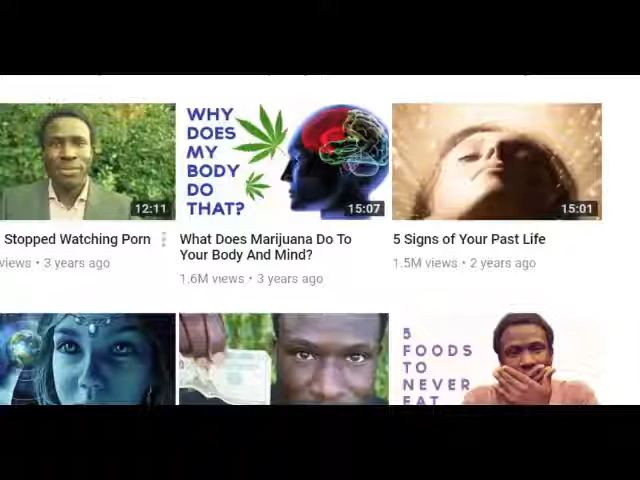 WHY
DOES
MY
BODY
DO
THAT?
12:11
15:07
15:01
Stopped Watching Porn
views • 3 years ago
What Does Marijuana Do To
Your Body And Mind?
1.6M views • 3 years ago
5 Signs of Your Past Life
1.5M views • 2 years ago
5
FOODS
TO
NEVER
EAT